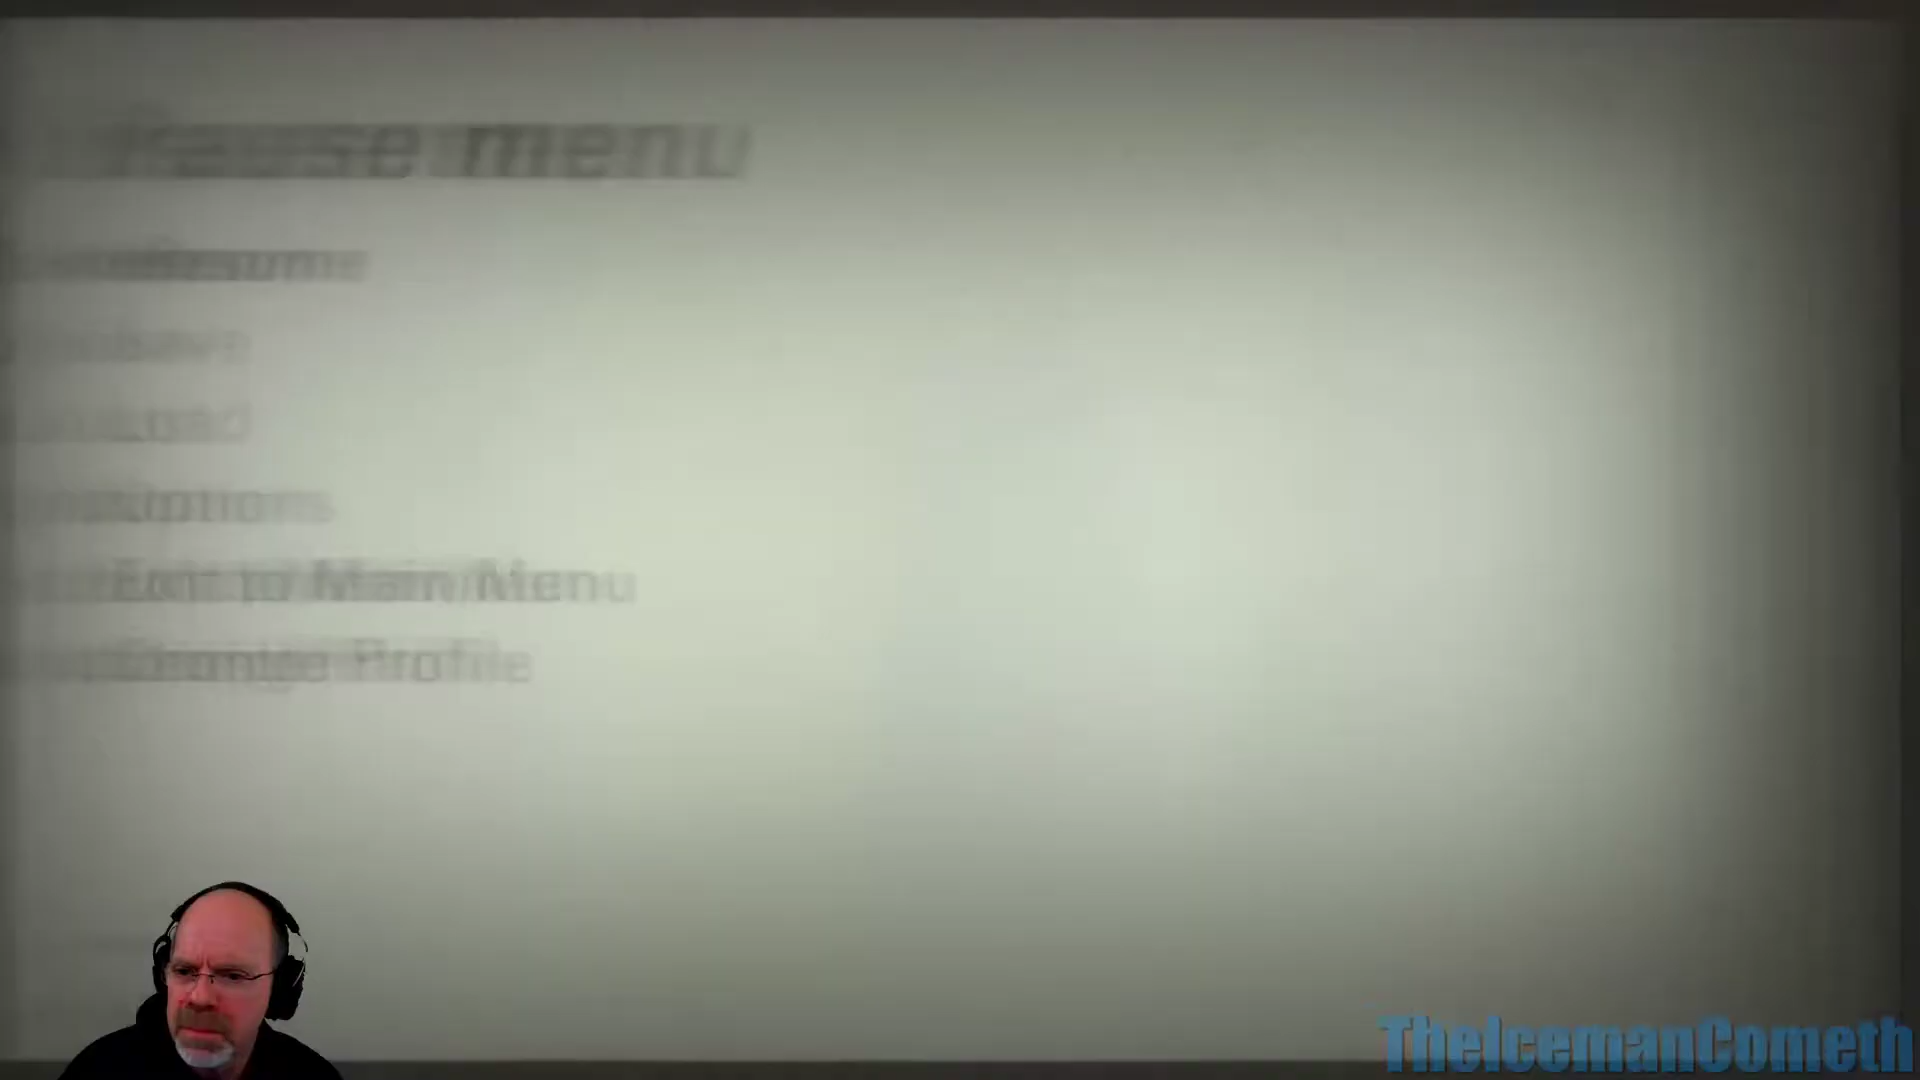 Pause menu
Resume
Save
Load
Options
Exit to Main Menu
Change Profile
TheIcemanCometh